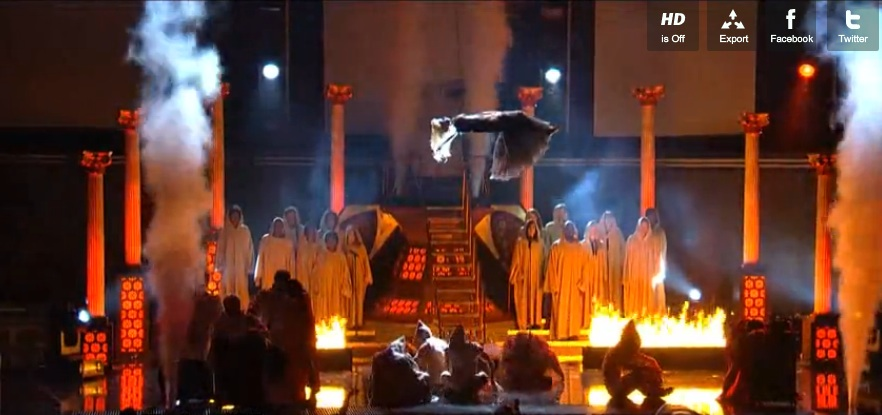 HD
is Off
Export
f
Facebook
t
Twitter